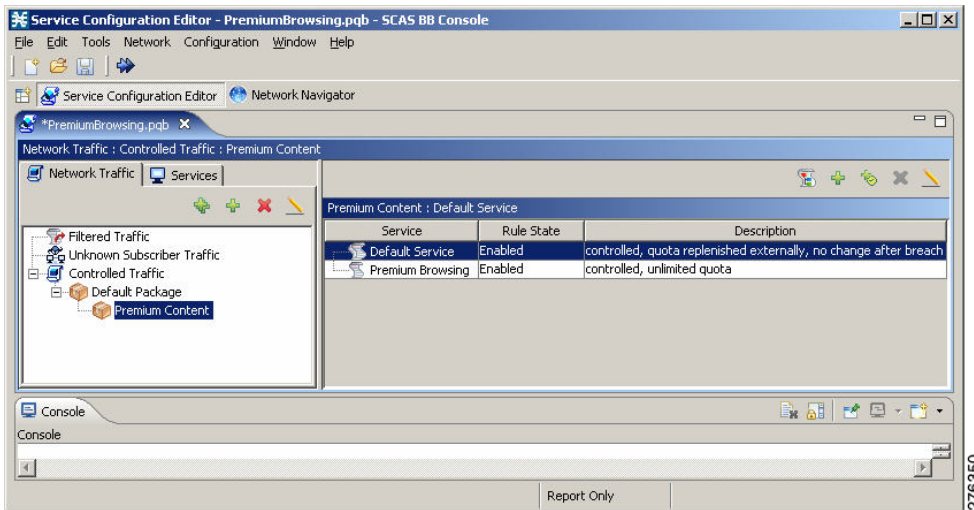 Service Configuration Editor - PremiumBrowsing.pqb - SCAS BB Console
File Edit Tools Network Configuration Window Help
Service Configuration Editor Network Navigator
*PremiumBrowsing.pqb
Network Traffic : Controlled Traffic : Premium Content
Network Traffic Services
Filtered Traffic
Unknown Subscriber Traffic
Controlled Traffic
Default Package
Premium Content
Premium Content : Default Service
Service Rule State Description
Default Service Enabled controlled, quota replenished externally, no change after breach
Premium Browsing Enabled controlled, unlimited quota
Console
Console
Report Only
276350